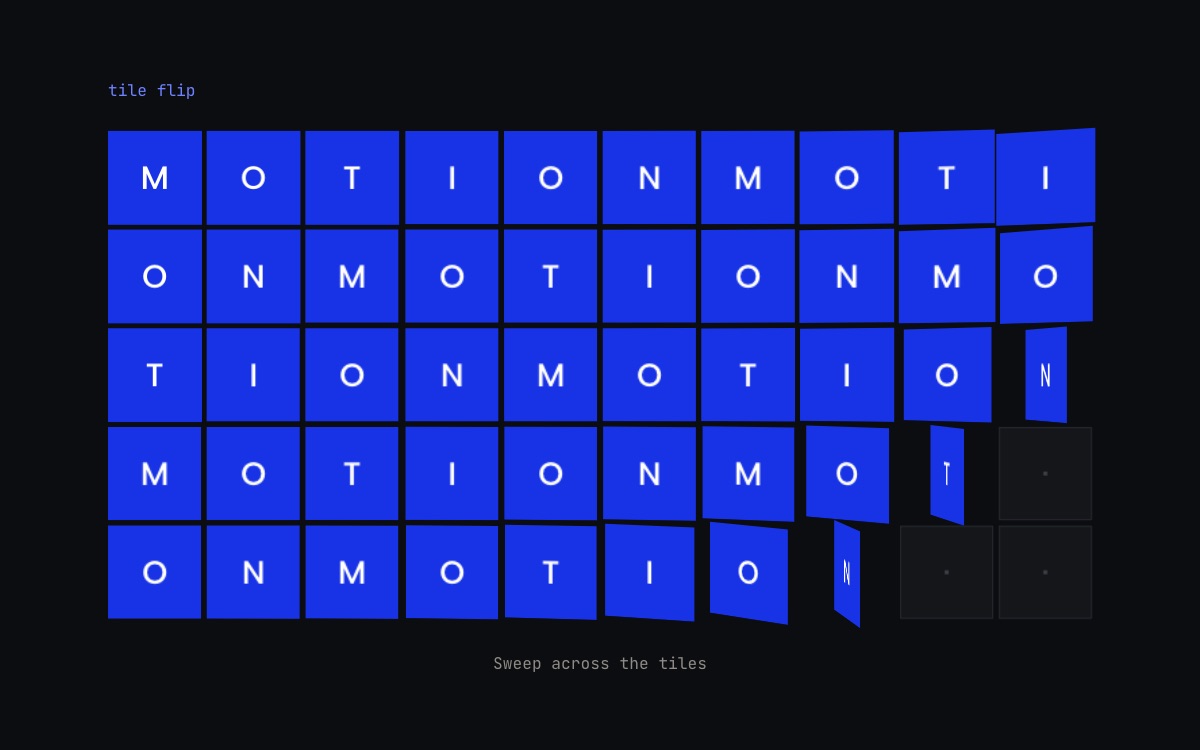 tile flip
M O T I O N M O T I
O N M O T I O N M O
T I O N M O T I O N
M O T I O N M O T
O N M O T I O N
Sweep across the tiles